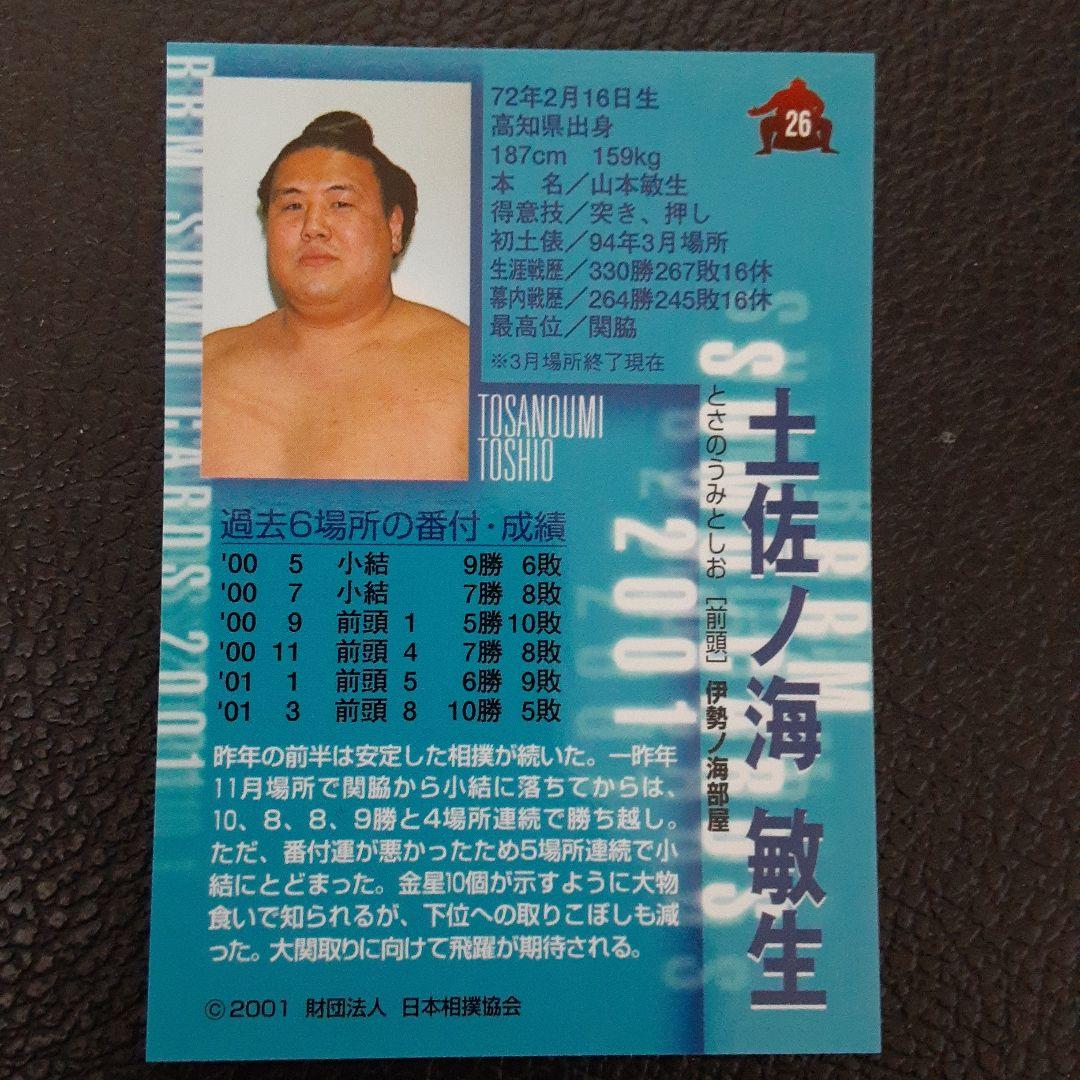 BBM SUMU CARDS 2001
26
72年2月16日生
高知県出身
187cm 159kg
本 名／山本敏生
得意技／突き、押し
初土俵／94年3月場所
生涯戦歴／330勝267敗16休
幕内戦歴／264勝245敗16休
最高位／関脇
※3月場所終了現在
TOSANOUMI
TOSHIO
土佐ノ海 敏生
とさのうみとしお [前頭] 伊勢ノ海部屋
過去6場所の番付・成績
'00 5 小結 9勝 6敗
'00 7 小結 7勝 8敗
'00 9 前頭 1 5勝10敗
'00 11 前頭 4 7勝 8敗
'01 1 前頭 5 6勝 9敗
'01 3 前頭 8 10勝 5敗
昨年の前半は安定した相撲が続いた。一昨年
11月場所で関脇から小結に落ちてからは、
10、8、8、9勝と4場所連続で勝ち越し。
ただ、番付運が悪かったため5場所連続で小
結にとどまった。金星10個が示すように大物
食いで知られるが、下位への取りこぼしも減
った。大関取りに向けて飛躍が期待される。
©2001 財団法人 日本相撲協会